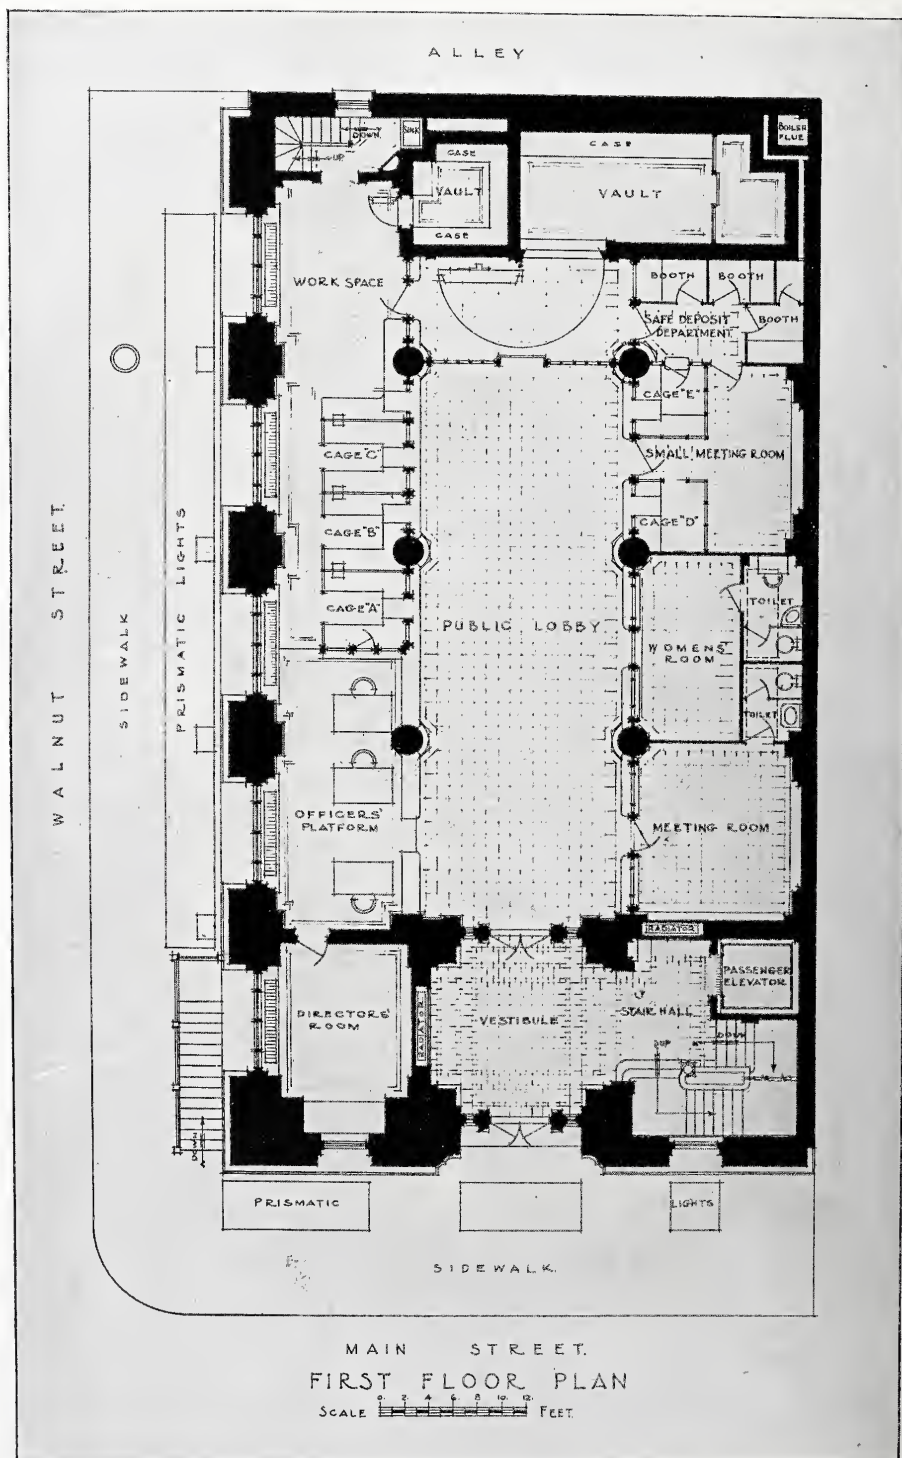 ALLEY
BOILER
FLUE
DOWN
UP
SINK
CASE
VAULT
CASE
CASE
VAULT
WORK SPACE
BOOTH
BOOTH
SAFE DEPOSIT
DEPARTMENT
BOOTH
CAGE "E"
CAGE "C"
SMALL MEETING ROOM
CAGE "B"
CAGE "D"
CAGE "A"
PUBLIC LOBBY
WOMENS'
ROOM
TOILET
TOILET
WALNUT STREET.
SIDEWALK
PRISMATIC LIGHTS
OFFICERS'
PLATFORM
MEETING ROOM
RADIATOR
PASSENGER
ELEVATOR
DIRECTORS'
ROOM
RADIATOR
VESTIBULE
STAIR HALL
UP
DOWN
DOWN
PRISMATIC
LIGHTS
SIDEWALK.
MAIN STREET.
FIRST FLOOR PLAN
0. 2. 4. 6. 8. 10. 12.
SCALE FEET.